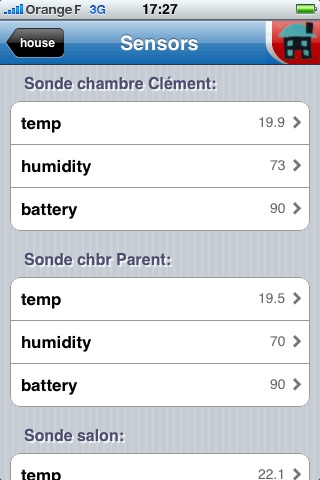 Orange F 3G 17:27
house Sensors
Sonde chambre Clément:
temp 19.9
humidity 73
battery 90
Sonde chbr Parent:
temp 19.5
humidity 70
battery 90
Sonde salon:
temp 22.1